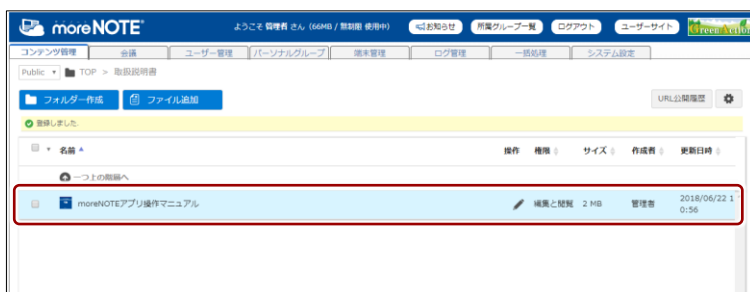 moreNOTE
ようこそ 管理者 さん (66MB / 無制限 使用中)
お知らせ
所属グループ一覧
ログアウト
ユーザーサイト
Green Action
コンテンツ管理
会議
ユーザー管理
パーソナルグループ
端末管理
ログ管理
一括処理
システム設定
Public TOP > 取扱説明書
フォルダー作成
ファイル追加
URL公開履歴
登録しました.
名前 操作 権限 サイズ 作成者 更新日時
一つ上の階層へ
moreNOTEアプリ操作マニュアル 編集と閲覧 2 MB 管理者 2018/06/22 1
0:56